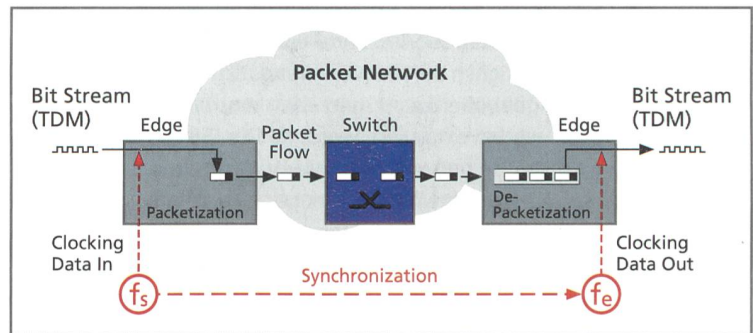 Packet Network
Bit Stream
(TDM)
Edge
Packet
Flow
Switch
Edge
Bit Stream
(TDM)
Packetization
De-
Packetization
Clocking
Data In
Synchronization
Clocking
Data Out
fs
fe